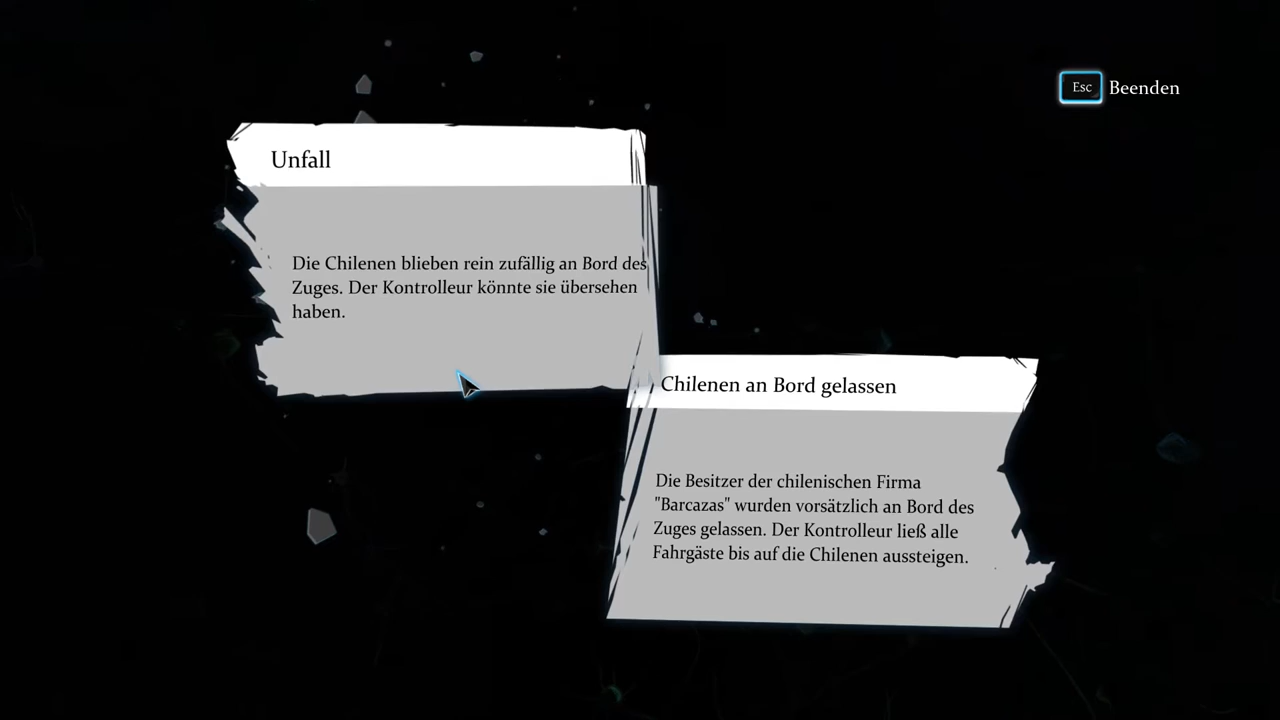 Esc Beenden
Unfall
Die Chilenen blieben rein zufällig an Bord des
Zuges. Der Kontrolleur könnte sie übersehen
haben.
Chilenen an Bord gelassen
Die Besitzer der chilenischen Firma
"Barcazas" wurden vorsätzlich an Bord des
Zuges gelassen. Der Kontrolleur ließ alle
Fahrgäste bis auf die Chilenen aussteigen.